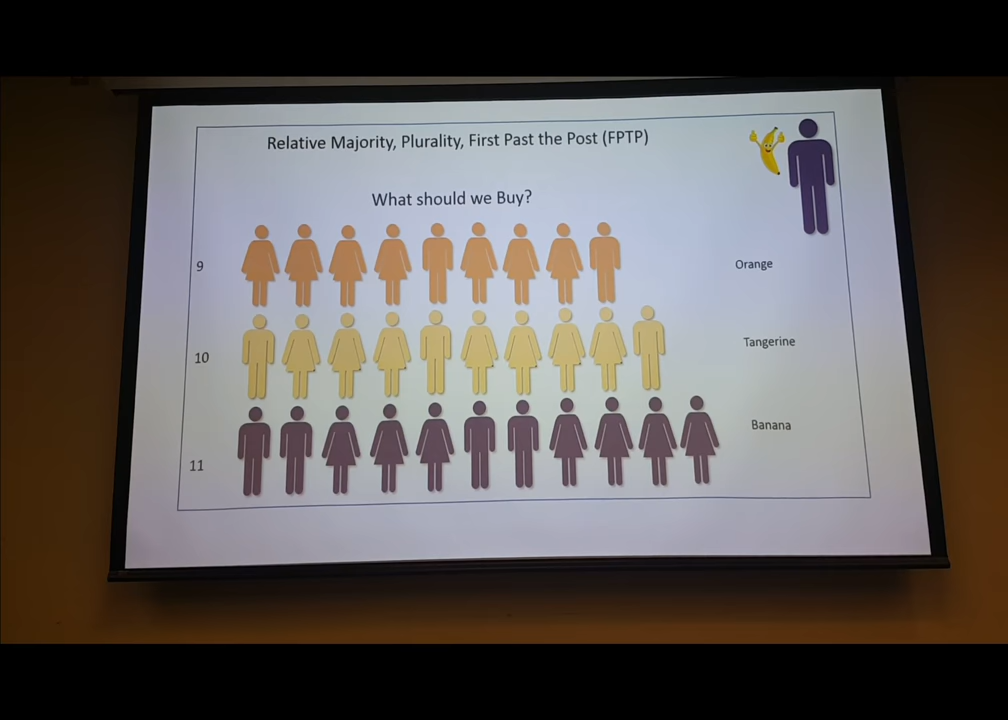 Relative Majority, Plurality, First Past the Post (FPTP)
What should we Buy?
9
Orange
10
Tangerine
11
Banana